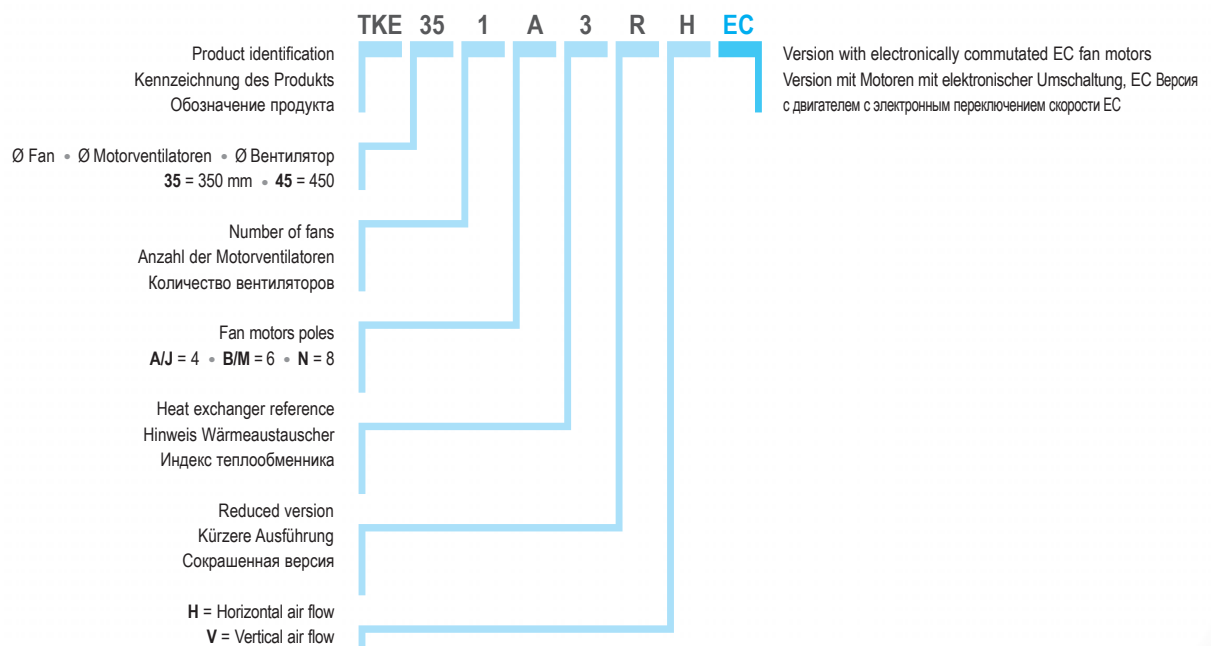 TKE 35 1 A 3 R H EC
Product identification
Kennzeichnung des Produkts
Обозначение продукта
Version with electronically commutated EC fan motors
Version mit Motoren mit elektronischer Umschaltung, EC Версия
с двигателем с электронным переключением скорости EC
Ø Fan • Ø Motorventilatoren • Ø Вентилятор
35 = 350 mm • 45 = 450
Number of fans
Anzahl der Motorventilatoren
Количество вентиляторов
Fan motors poles
A/J = 4 • B/M = 6 • N = 8
Heat exchanger reference
Hinweis Wärmeaustauscher
Индекс теплообменника
Reduced version
Kürzere Ausführung
Сокрашенная версия
H = Horizontal air flow
V = Vertical air flow